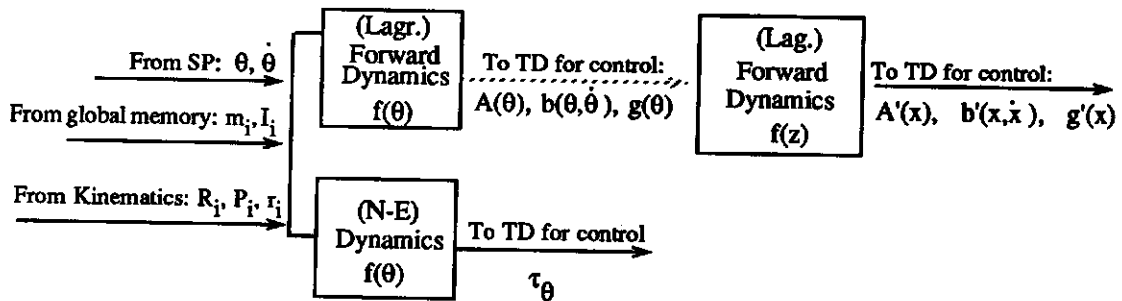 (Lagr.)
Forward
Dynamics
f(θ)
From SP: θ, θ̇
From global memory: mᵢ, Iᵢ
From Kinematics: Rᵢ, Pᵢ, rᵢ
To TD for control:
A(θ), b(θ,θ̇), g(θ)
(Lag.)
Forward
Dynamics
f(z)
To TD for control:
A'(x), b'(x,ẋ), g'(x)
(N-E)
Dynamics
f(θ)
To TD for control
τ_θ